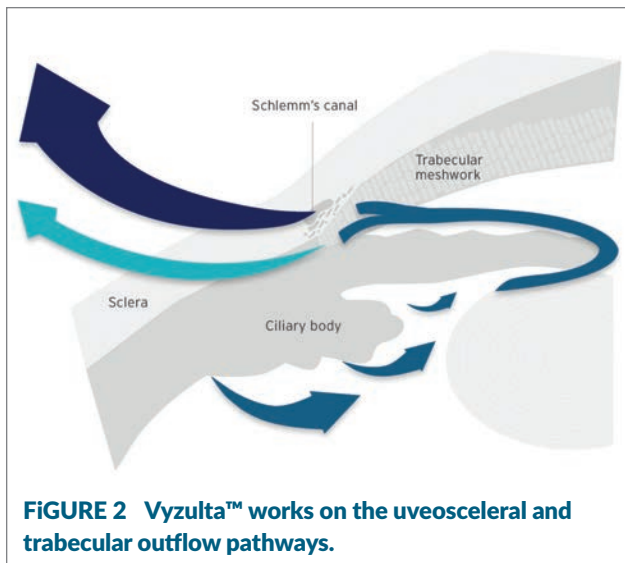 Schlemm's canal
Trabecular
meshwork
Sclera
Ciliary body
FiGURE 2 Vyzulta™ works on the uveosceleral and
trabecular outflow pathways.